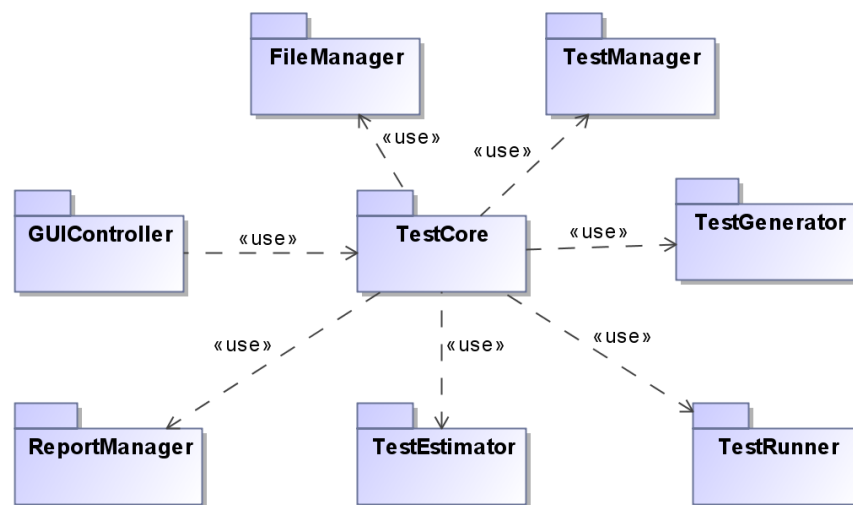 FileManager
TestManager
«use»
«use»
GUIController
«use»
TestCore
«use»
TestGenerator
«use»
«use»
«use»
ReportManager
TestEstimator
TestRunner